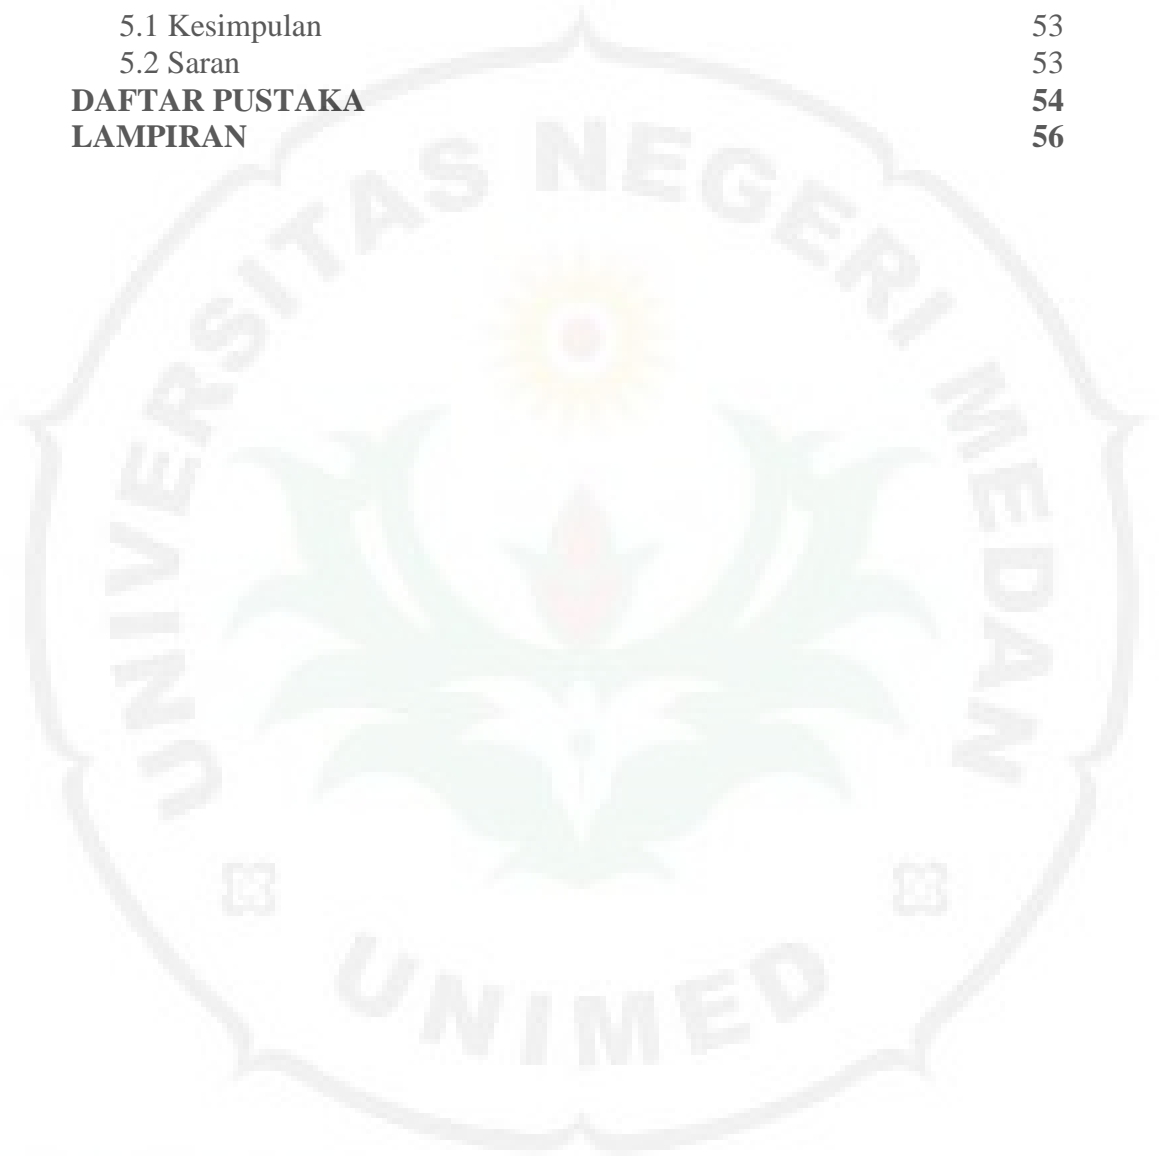 5.1 Kesimpulan 53
5.2 Saran 53
DAFTAR PUSTAKA 54
LAMPIRAN 56
UNIVERSITAS NEGERI MEDAN
UNIMED